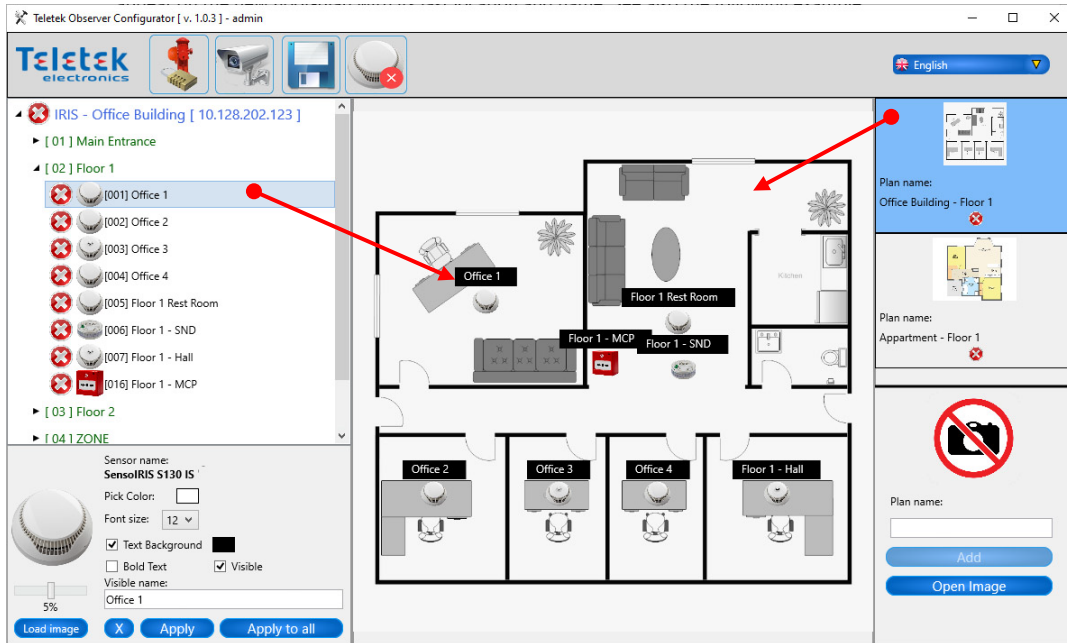 Teletek Observer Configurator [ v. 1.0.3 ] - admin
Teletek
electronics
English
IRIS - Office Building [ 10.128.202.123 ]
[ 01 ] Main Entrance
[ 02 ] Floor 1
[001] Office 1
[002] Office 2
[003] Office 3
[004] Office 4
[005] Floor 1 Rest Room
[006] Floor 1 - SND
[007] Floor 1 - Hall
[016] Floor 1 - MCP
[ 03 ] Floor 2
[ 04 ] ZONE
Sensor name:
SensoIRIS S130 IS
Pick Color:
Font size: 12
Text Background
Bold Text
Visible
Visible name:
Office 1
5%
Load image
X
Apply
Apply to all
Office 1
Kitchen
Floor 1 Rest Room
Floor 1 - MCP
Floor 1 - SND
Office 2
Office 3
Office 4
Floor 1 - Hall
Plan name:
Office Building - Floor 1
Plan name:
Appartment - Floor 1
Plan name:
Add
Open Image